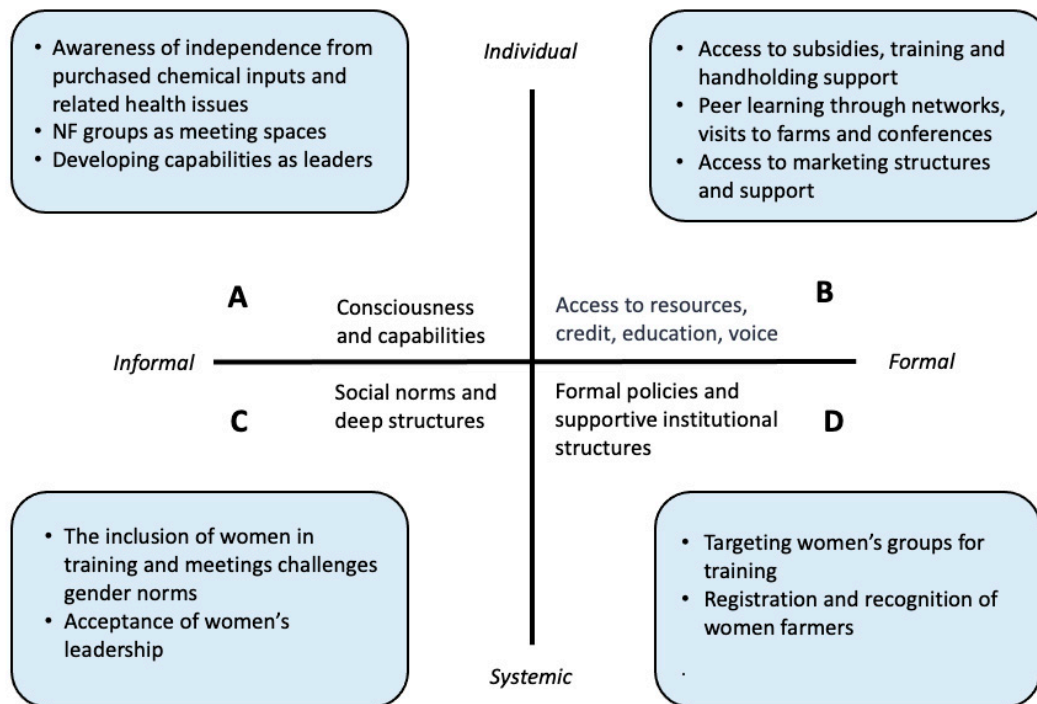 • Awareness of independence from
purchased chemical inputs and
related health issues
• NF groups as meeting spaces
• Developing capabilities as leaders
Individual
• Access to subsidies, training and
handholding support
• Peer learning through networks,
visits to farms and conferences
• Access to marketing structures
and support
A
Consciousness
and capabilities
Access to resources,
credit, education, voice
B
Informal
Formal
C
Social norms and
deep structures
Formal policies and
supportive institutional
structures
D
• The inclusion of women in
training and meetings challenges
gender norms
• Acceptance of women’s
leadership
Systemic
• Targeting women’s groups for
training
• Registration and recognition of
women farmers
.